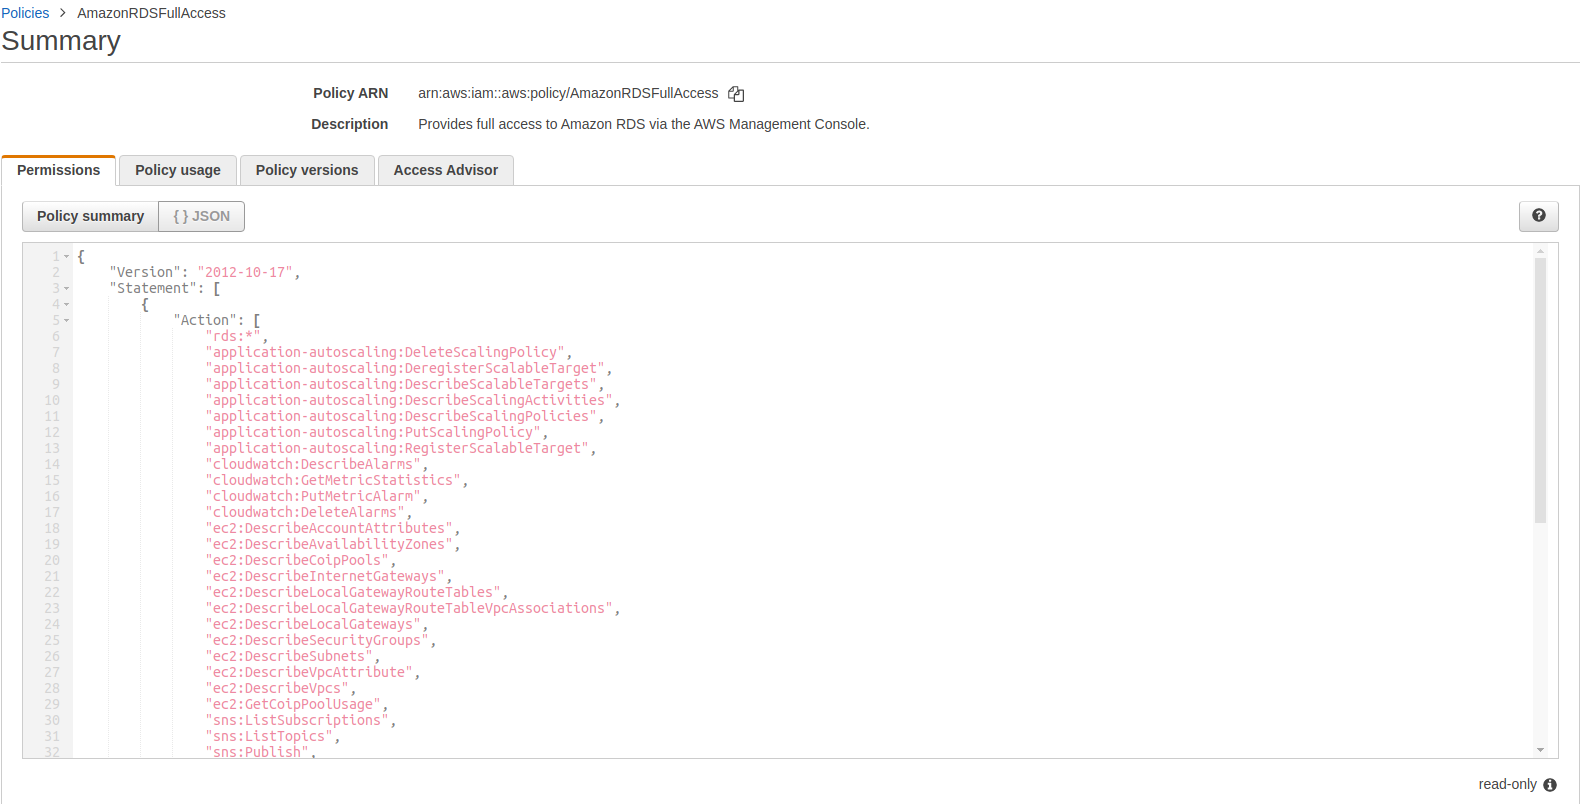 Policies > AmazonRDSFullAccess
Summary
Policy ARN arn:aws:iam::aws:policy/AmazonRDSFullAccess
Description Provides full access to Amazon RDS via the AWS Management Console.
Permissions Policy usage Policy versions Access Advisor
Policy summary { } JSON
1 {
2 "Version": "2012-10-17",
3 "Statement": [
4 {
5 "Action": [
6 "rds:*",
7 "application-autoscaling:DeleteScalingPolicy",
8 "application-autoscaling:DeregisterScalableTarget",
9 "application-autoscaling:DescribeScalableTargets",
10 "application-autoscaling:DescribeScalingActivities",
11 "application-autoscaling:DescribeScalingPolicies",
12 "application-autoscaling:PutScalingPolicy",
13 "application-autoscaling:RegisterScalableTarget",
14 "cloudwatch:DescribeAlarms",
15 "cloudwatch:GetMetricStatistics",
16 "cloudwatch:PutMetricAlarm",
17 "cloudwatch:DeleteAlarms",
18 "ec2:DescribeAccountAttributes",
19 "ec2:DescribeAvailabilityZones",
20 "ec2:DescribeCoipPools",
21 "ec2:DescribeInternetGateways",
22 "ec2:DescribeLocalGatewayRouteTables",
23 "ec2:DescribeLocalGatewayRouteTableVpcAssociations",
24 "ec2:DescribeLocalGateways",
25 "ec2:DescribeSecurityGroups",
26 "ec2:DescribeSubnets",
27 "ec2:DescribeVpcAttribute",
28 "ec2:DescribeVpcs",
29 "ec2:GetCoipPoolUsage",
30 "sns:ListSubscriptions",
31 "sns:ListTopics",
32 "sns:Publish",
read-only